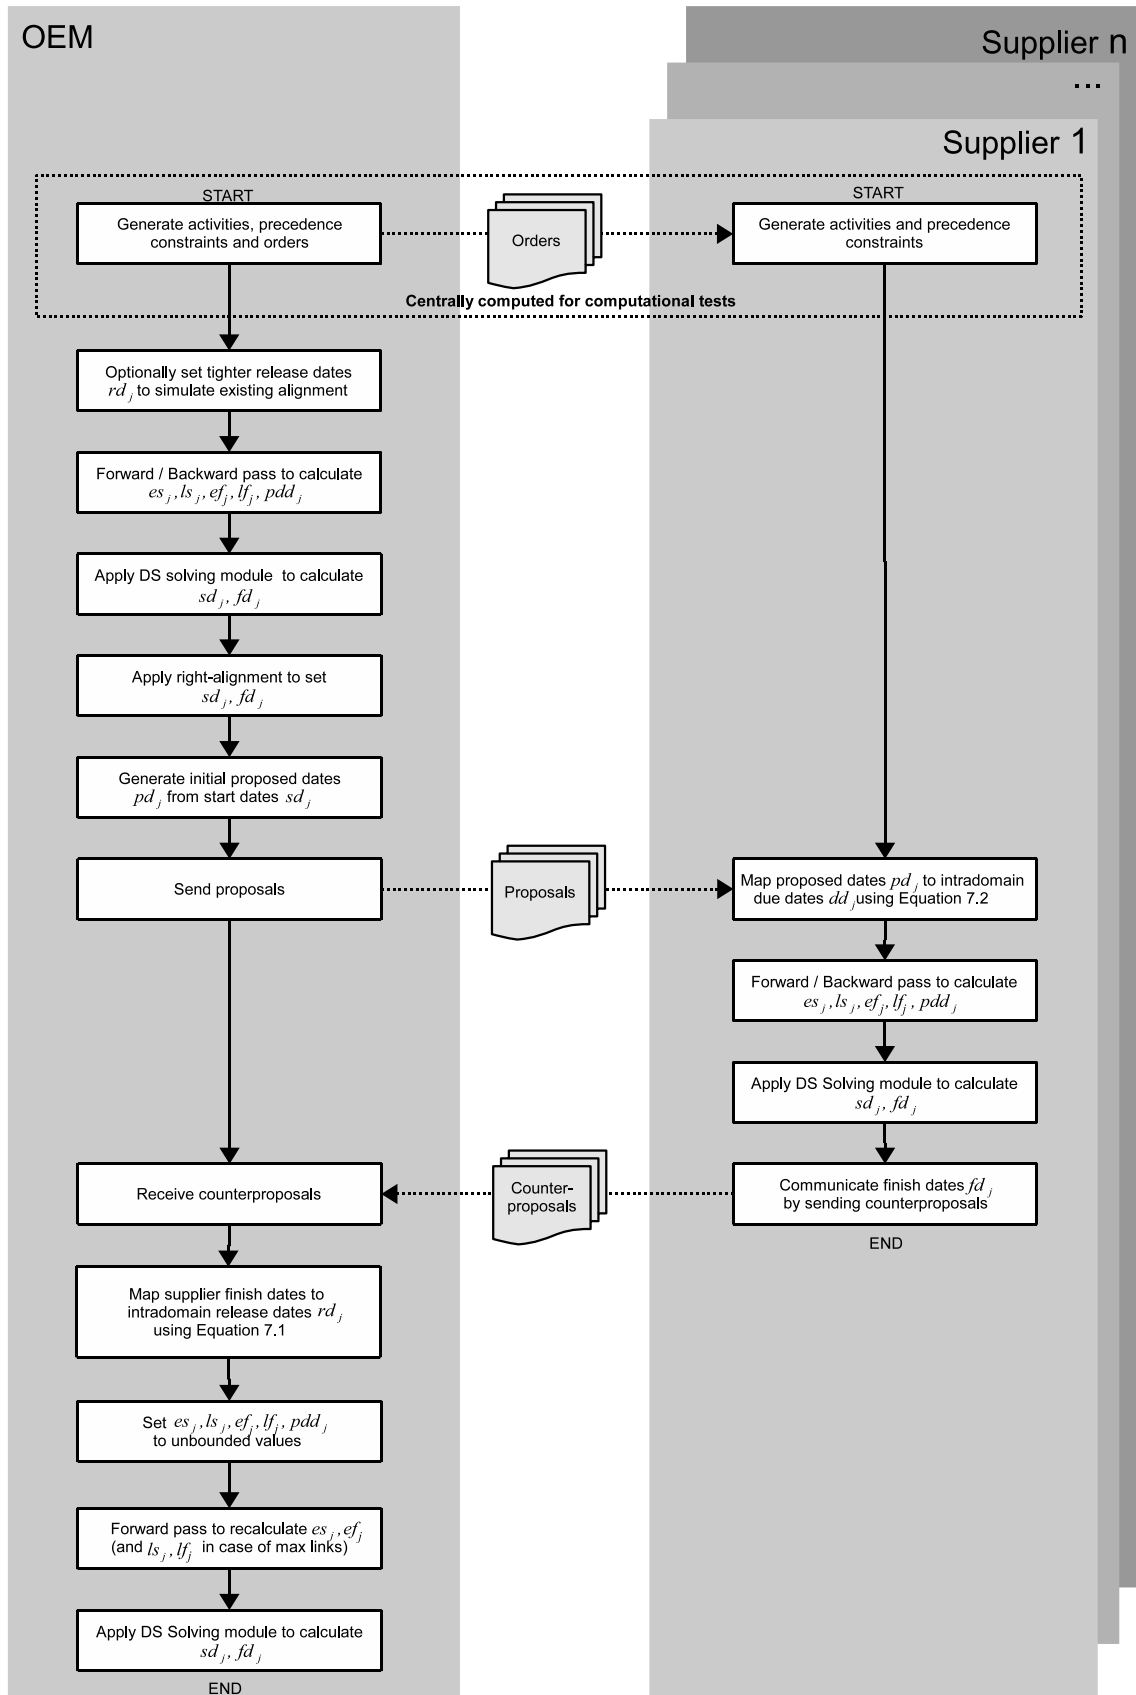 OEM
Supplier n
...
Supplier 1
START
Generate activities, precedence
constraints and orders
Orders
START
Generate activities and precedence
constraints
Centrally computed for computational tests
Optionally set tighter release dates
rd j to simulate existing alignment
Forward / Backward pass to calculate
es j , ls j , ef j , lf j , pdd j
Apply DS solving module to calculate
sd j , fd j
Apply right-alignment to set
sd j , fd j
Generate initial proposed dates
pd j from start dates sd j
Send proposals
Proposals
Map proposed dates pd j to intradomain
due dates dd j using Equation 7.2
Forward / Backward pass to calculate
es j , ls j , ef j , lf j , pdd j
Apply DS Solving module to calculate
sd j , fd j
Receive counterproposals
Counter-
proposals
Communicate finish dates fd j
by sending counterproposals
END
Map supplier finish dates to
intradomain release dates rd j
using Equation 7.1
Set es j , ls j , ef j , lf j , pdd j
to unbounded values
Forward pass to recalculate es j , ef j
(and ls j , lf j in case of max links)
Apply DS Solving module to calculate
sd j , fd j
END